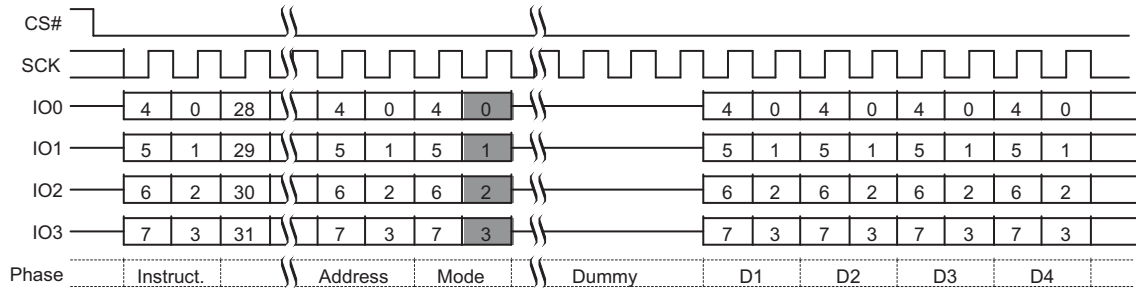 CS#
SCK
IO0 4 0 28 4 0 4 0 4 0 4 0 4 0 4 0
IO1 5 1 29 5 1 5 1 5 1 5 1 5 1 5 1
IO2 6 2 30 6 2 6 2 6 2 6 2 6 2 6 2
IO3 7 3 31 7 3 7 3 7 3 7 3 7 3 7 3
Phase Instruct. Address Mode Dummy D1 D2 D3 D4